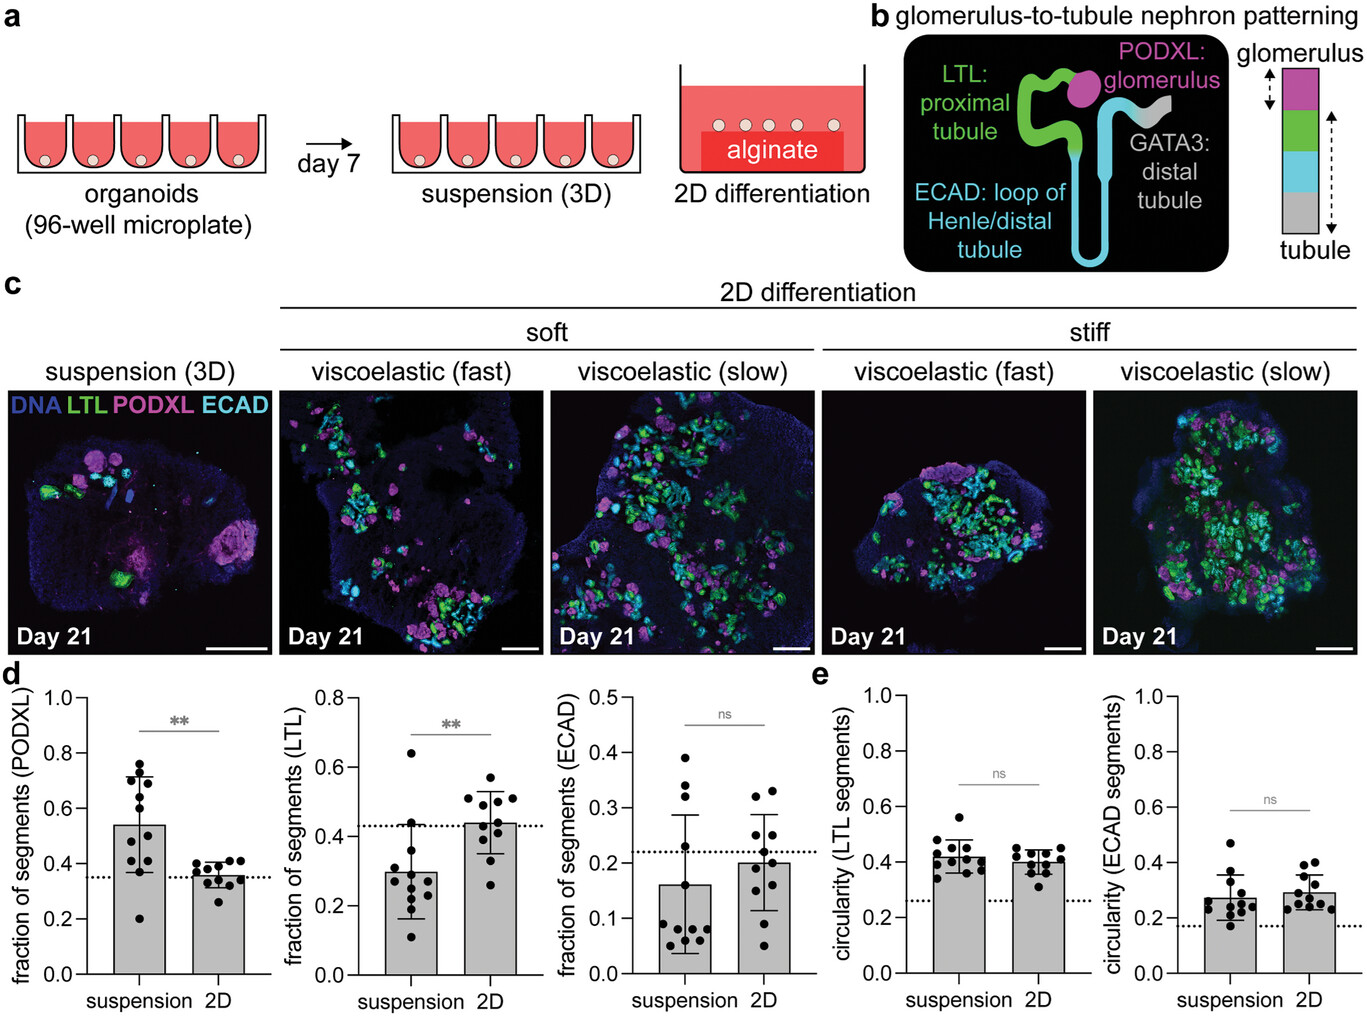 a
organoids
(96-well microplate)
day 7
suspension (3D)
alginate
2D differentiation
b glomerulus-to-tubule nephron patterning
LTL:
proximal
tubule
PODXL:
glomerulus
GATA3:
distal
tubule
ECAD: loop of
Henle/distal
tubule
glomerulus
tubule
c
2D differentiation
soft
stiff
suspension (3D)
viscoelastic (fast)
viscoelastic (slow)
viscoelastic (fast)
viscoelastic (slow)
DNA LTL PODXL ECAD
Day 21
Day 21
Day 21
Day 21
Day 21
d
fraction of segments (PODXL)
1.0
0.8
0.6
0.4
0.2
0.0
**
suspension 2D
fraction of segments (LTL)
0.8
0.6
0.4
0.2
0.0
**
suspension 2D
fraction of segments (ECAD)
0.5
0.4
0.3
0.2
0.1
0.0
ns
suspension 2D
e
circularity (LTL segments)
1.0
0.8
0.6
0.4
0.2
0.0
ns
suspension 2D
circularity (ECAD segments)
1.0
0.8
0.6
0.4
0.2
0.0
ns
suspension 2D